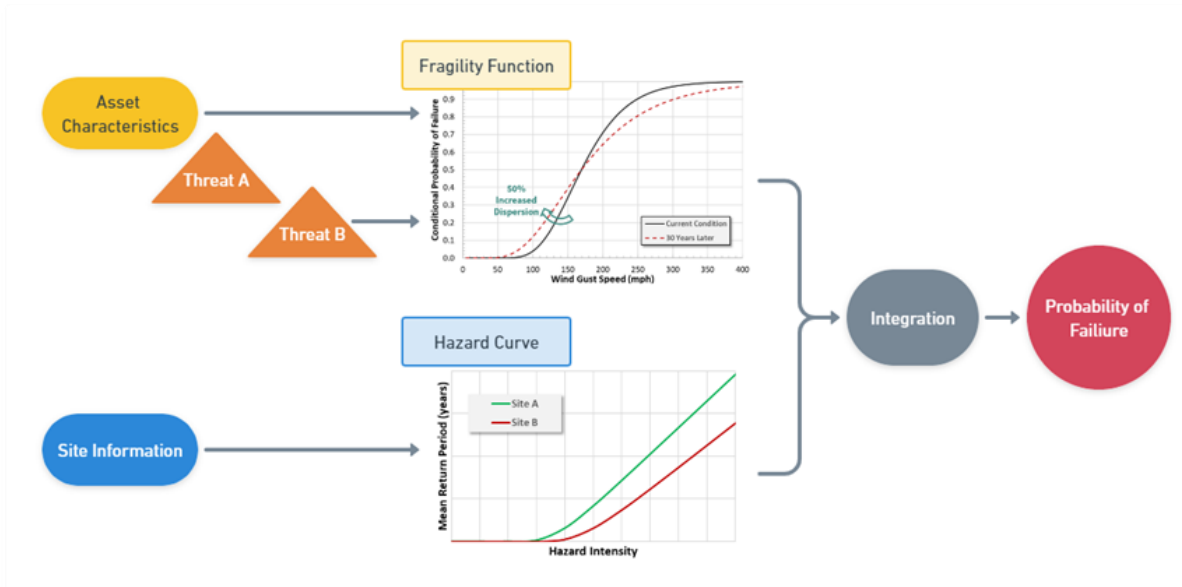 Fragility Function
Asset
Characteristics
Threat A
Threat B
Conditional Probability of Failure
0.9
0.8
0.7
0.6
0.5
0.4
0.3
0.2
0.1
0.0
50%
Increased
Dispersion
Current Condition
30 Years Later
0
50
100
150
200
250
300
350
400
Wind Gust Speed (mph)
Integration
Probability of
Failiure
Hazard Curve
Site Information
Mean Return Period (years)
Site A
Site B
Hazard Intensity